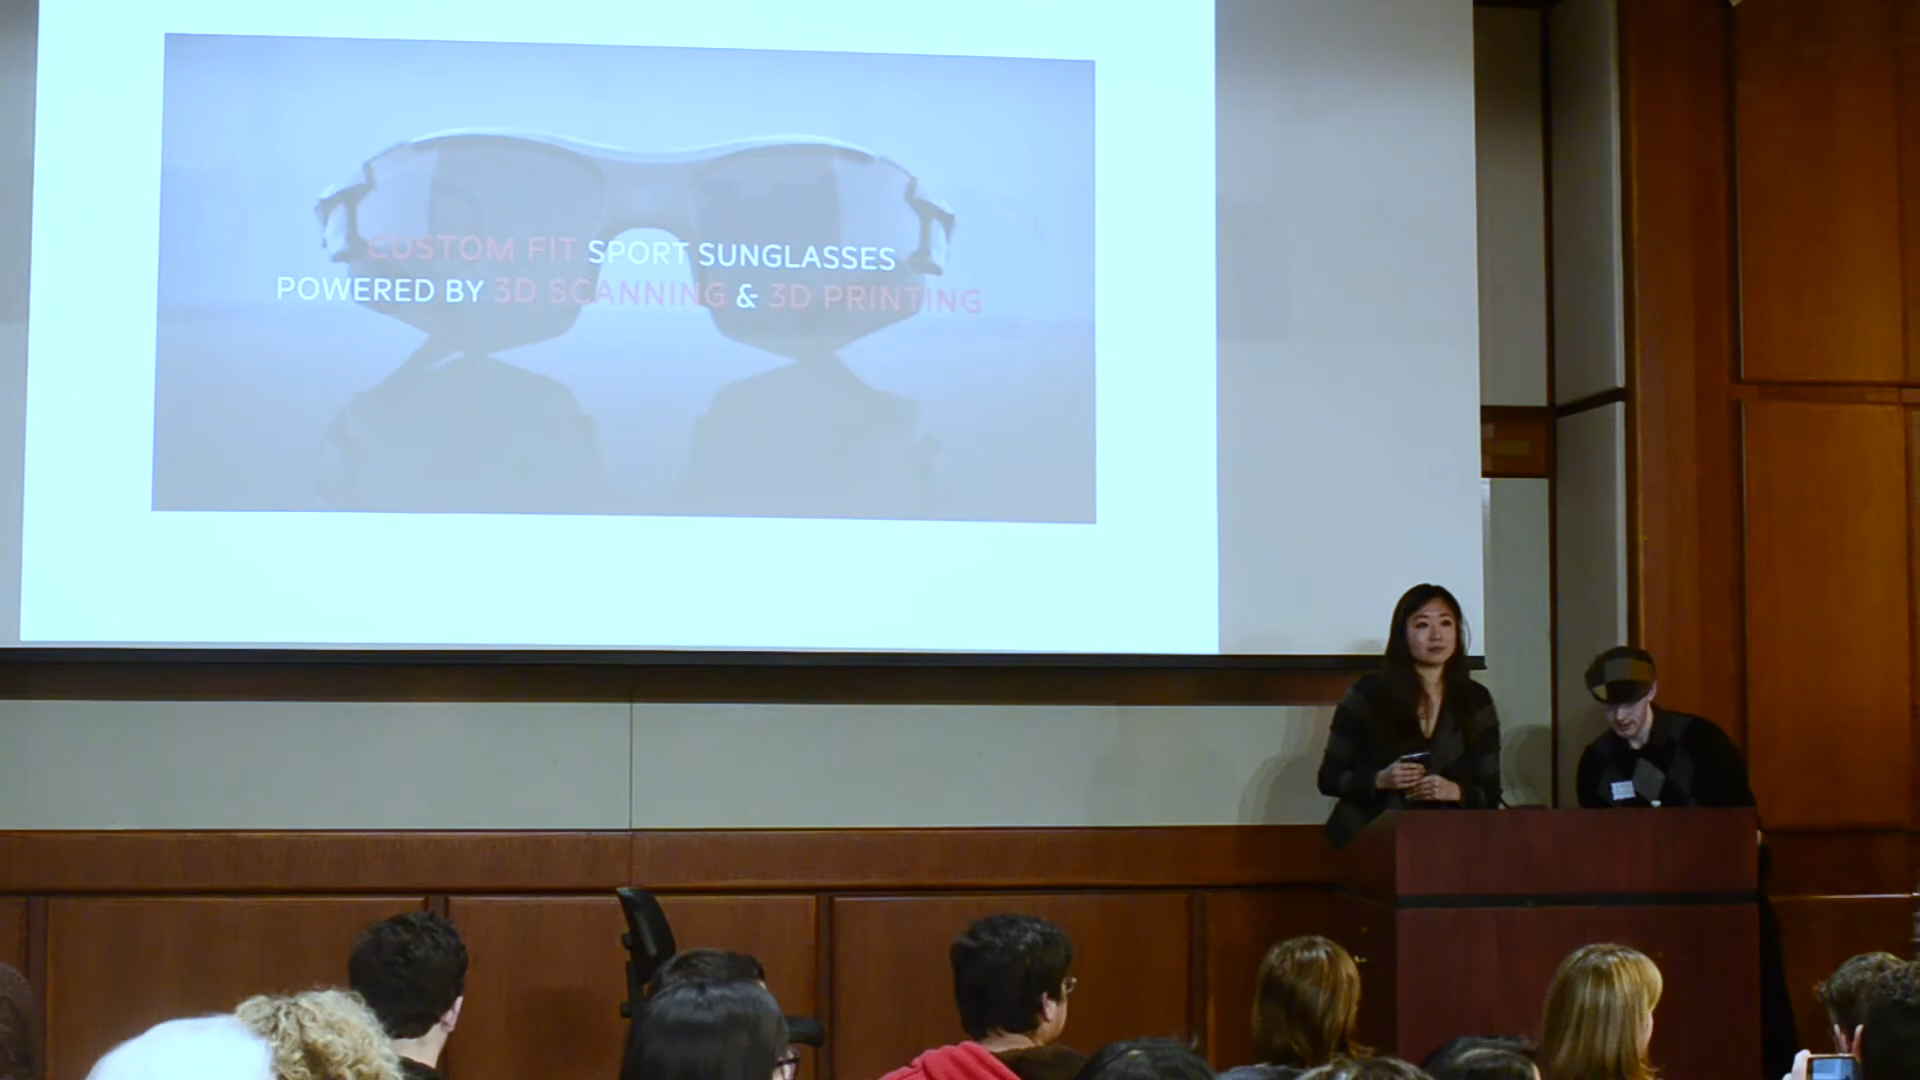 CUSTOM FIT SPORT SUNGLASSES
POWERED BY 3D SCANNING & 3D PRINTING